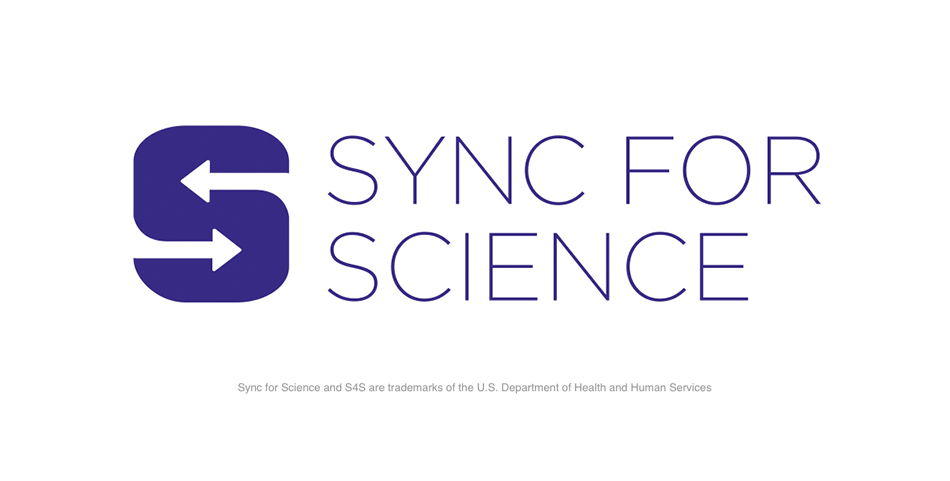 S
SYNC FOR
SCIENCE
Sync for Science and S4S are trademarks of the U.S. Department of Health and Human Services